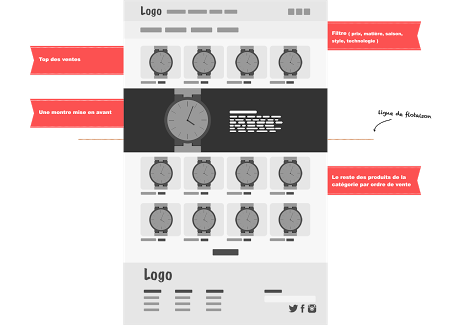 Logo
Filtre ( prix, matière, saison,
style, technologie )
Top des ventes
Une montre mise en avant
ligne de flotaison
Le reste des produits de la
catégorie par ordre de vente
Logo